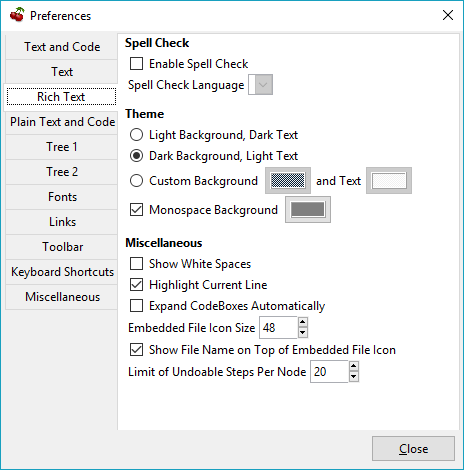 Preferences
Text and Code
Text
Rich Text
Plain Text and Code
Tree 1
Tree 2
Fonts
Links
Toolbar
Keyboard Shortcuts
Miscellaneous
Spell Check
Enable Spell Check
Spell Check Language
Theme
Light Background, Dark Text
Dark Background, Light Text
Custom Background and Text
Monospace Background
Miscellaneous
Show White Spaces
Highlight Current Line
Expand CodeBoxes Automatically
Embedded File Icon Size 48
Show File Name on Top of Embedded File Icon
Limit of Undoable Steps Per Node 20
Close